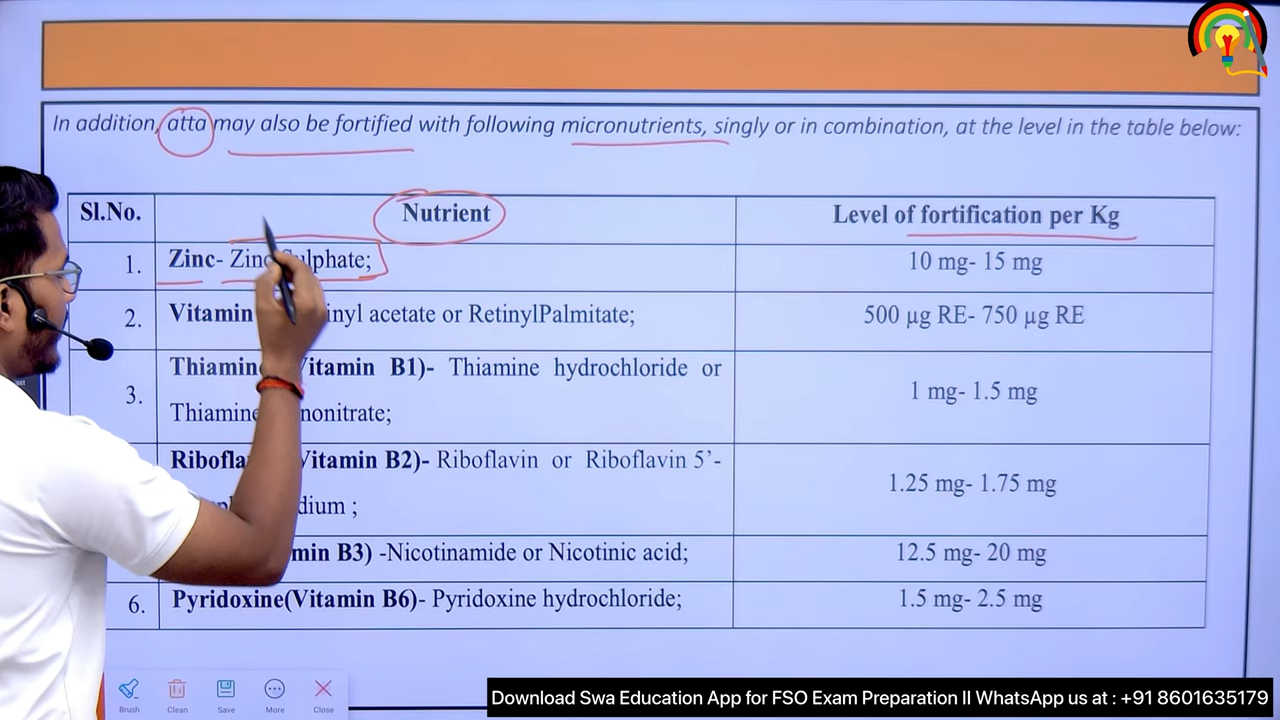 In addition, atta may also be fortified with following micronutrients, singly or in combination, at the level in the table below:
Sl.No. Nutrient Level of fortification per Kg
1. Zinc- Zinc Sulphate; 10 mg- 15 mg
2. Vitamin inyl acetate or RetinylPalmitate; 500 µg RE- 750 µg RE
3. Thiamin Vitamin B1)- Thiamine hydrochloride or
Thiamine nonitrate; 1 mg- 1.5 mg
Ribofla Vitamin B2)- Riboflavin or Riboflavin 5’-
dium ; 1.25 mg- 1.75 mg
min B3) -Nicotinamide or Nicotinic acid; 12.5 mg- 20 mg
6. Pyridoxine(Vitamin B6)- Pyridoxine hydrochloride; 1.5 mg- 2.5 mg
Brush Clean Save More Close
Download Swa Education App for FSO Exam Preparation II WhatsApp us at : +91 8601635179